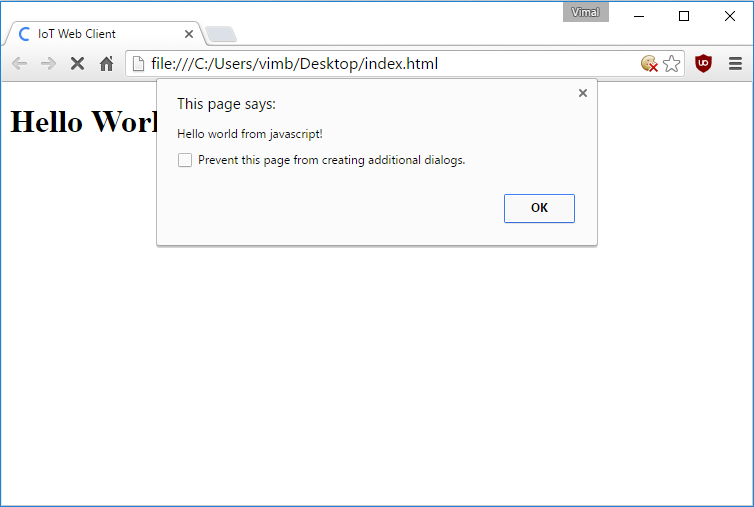 Vimal
IoT Web Client
file:///C:/Users/vimb/Desktop/index.html
This page says:
Hello world from javascript!
Prevent this page from creating additional dialogs.
OK
Hello Worl